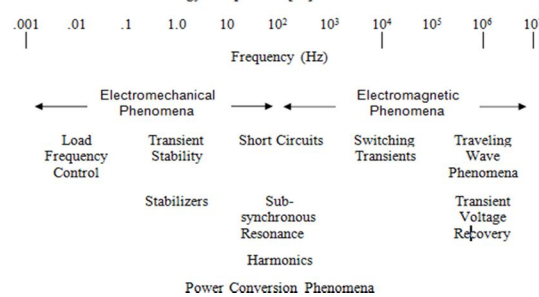 .001 .01 .1 1.0 10 10² 10³ 10⁴ 10⁵ 10⁶ 10
Frequency (Hz)
Electromechanical Phenomena
Electromagnetic Phenomena
Load Frequency Control
Transient Stability
Short Circuits
Switching Transients
Traveling Wave Phenomena
Stabilizers
Sub-synchronous Resonance
Transient Voltage Recovery
Harmonics
Power Conversion Phenomena